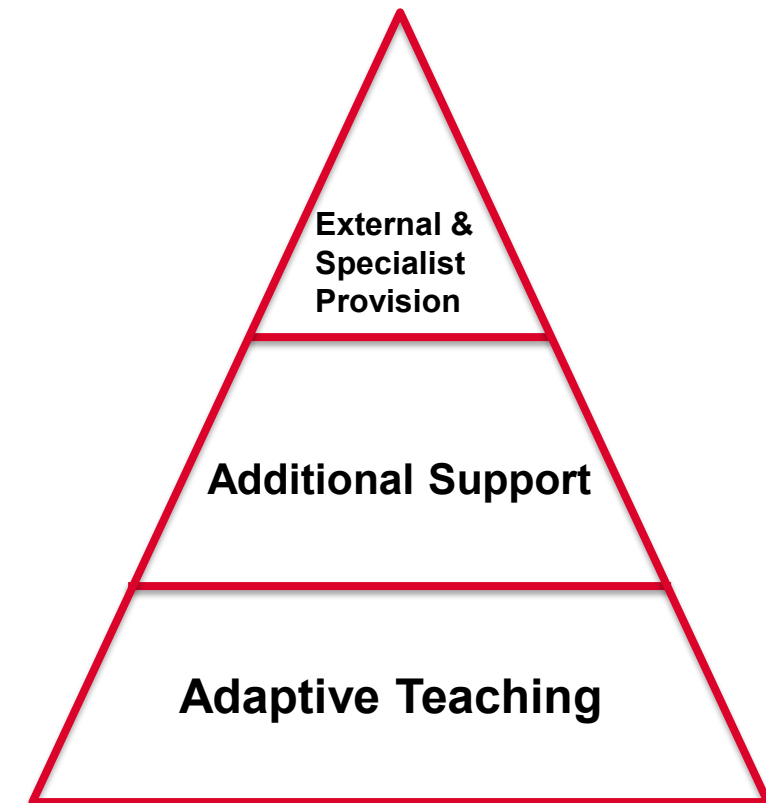 External &
Specialist
Provision
Additional Support
Adaptive Teaching